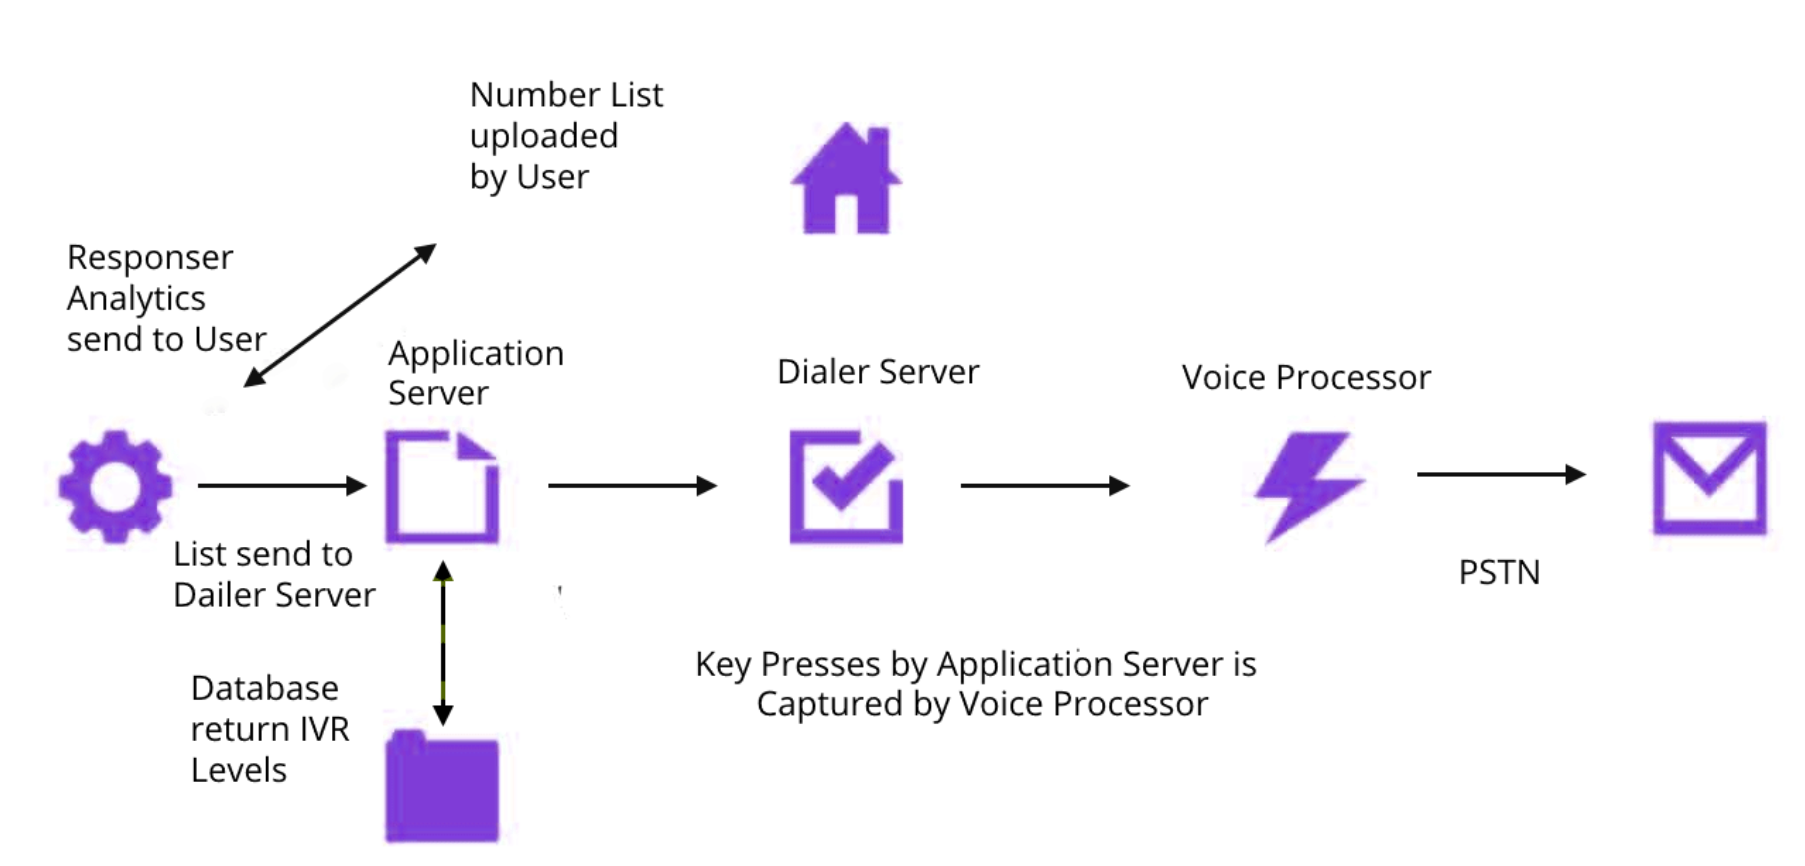 Number List
uploaded
by User
Responser
Analytics
send to User
Application
Server
Dialer Server
Voice Processor
List send to
Dailer Server
PSTN
Database
return IVR
Levels
Key Presses by Application Server is
Captured by Voice Processor